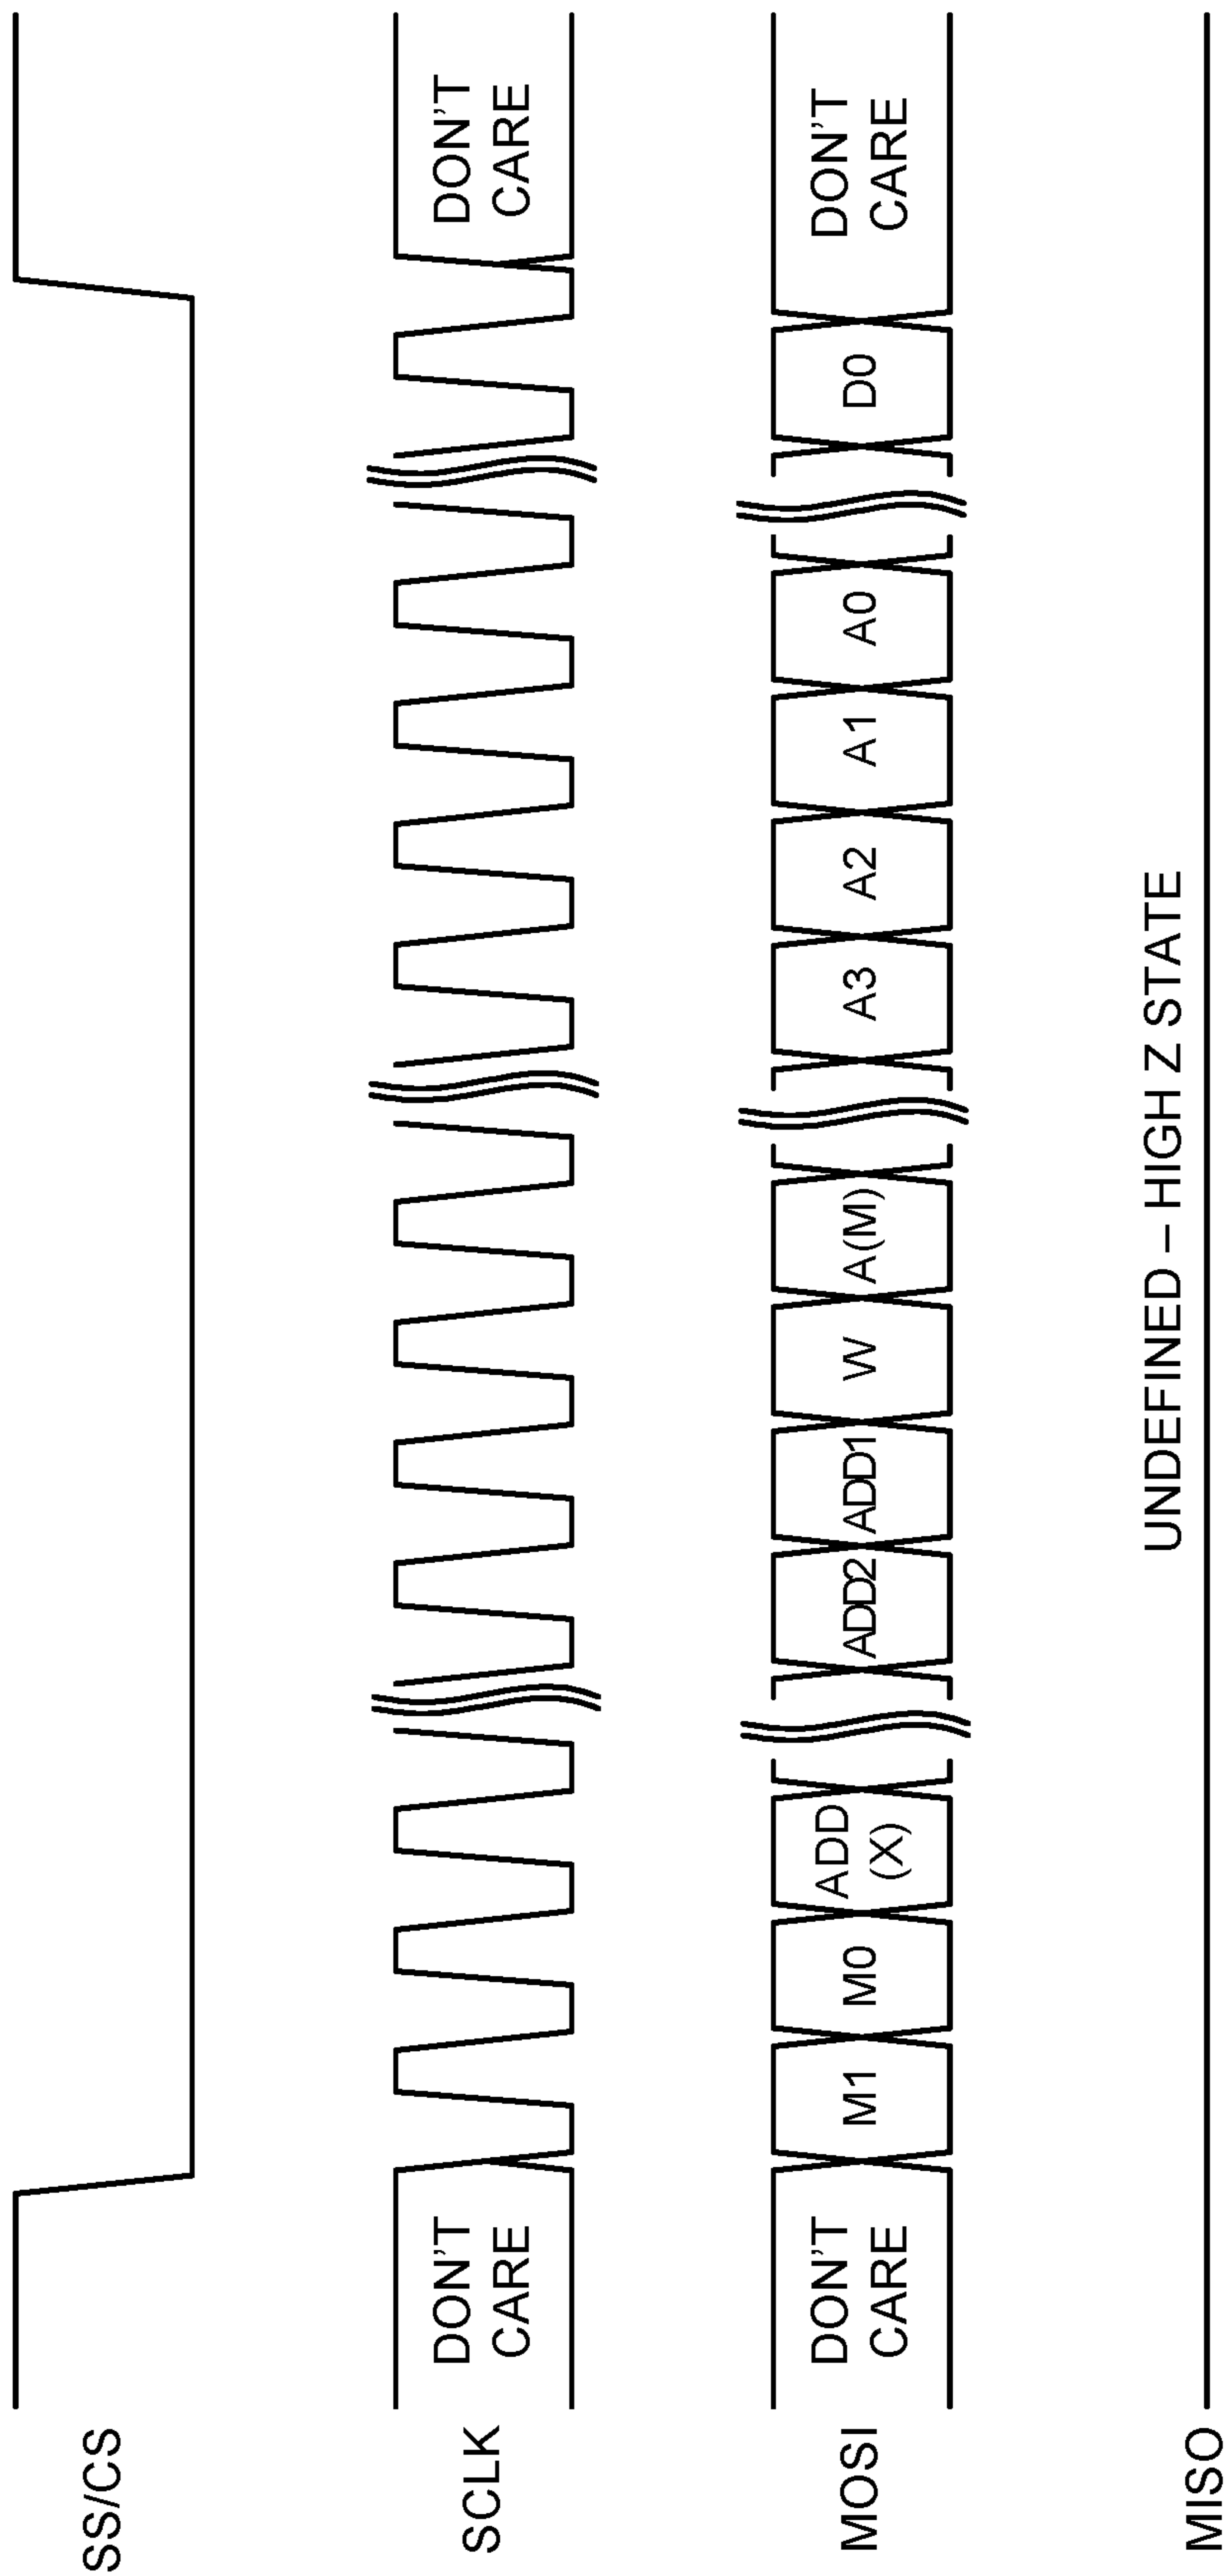 SS/CS
SCLK
DON'T
CARE
DON'T
CARE
MOSI
DON'T
CARE
M1
M0
ADD
(X)
ADD2
ADD1
W
A(M)
A3
A2
A1
A0
D0
DON'T
CARE
MISO
UNDEFINED – HIGH Z STATE